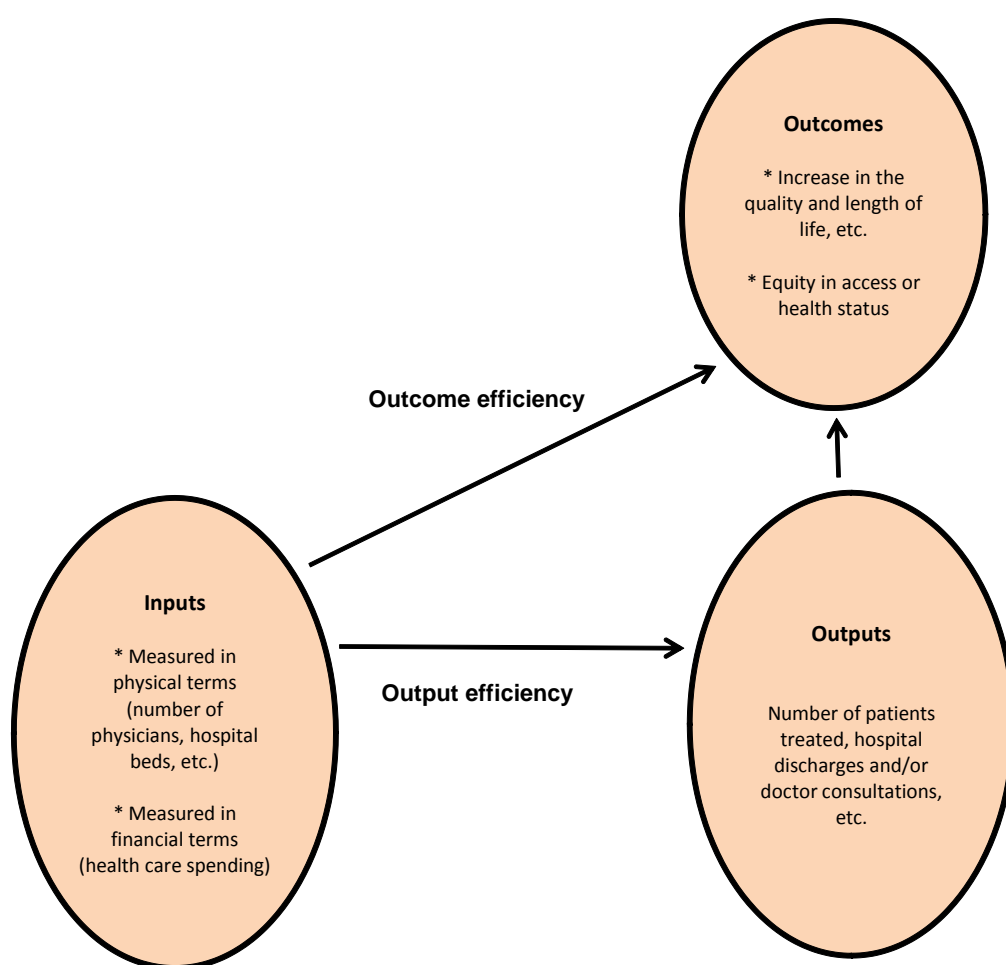 Outcomes
* Increase in the
quality and length of
life, etc.
* Equity in access or
health status
Outcome efficiency
Inputs
* Measured in
physical terms
(number of
physicians, hospital
beds, etc.)
* Measured in
financial terms
(health care spending)
Output efficiency
Outputs
Number of patients
treated, hospital
discharges and/or
doctor consultations,
etc.